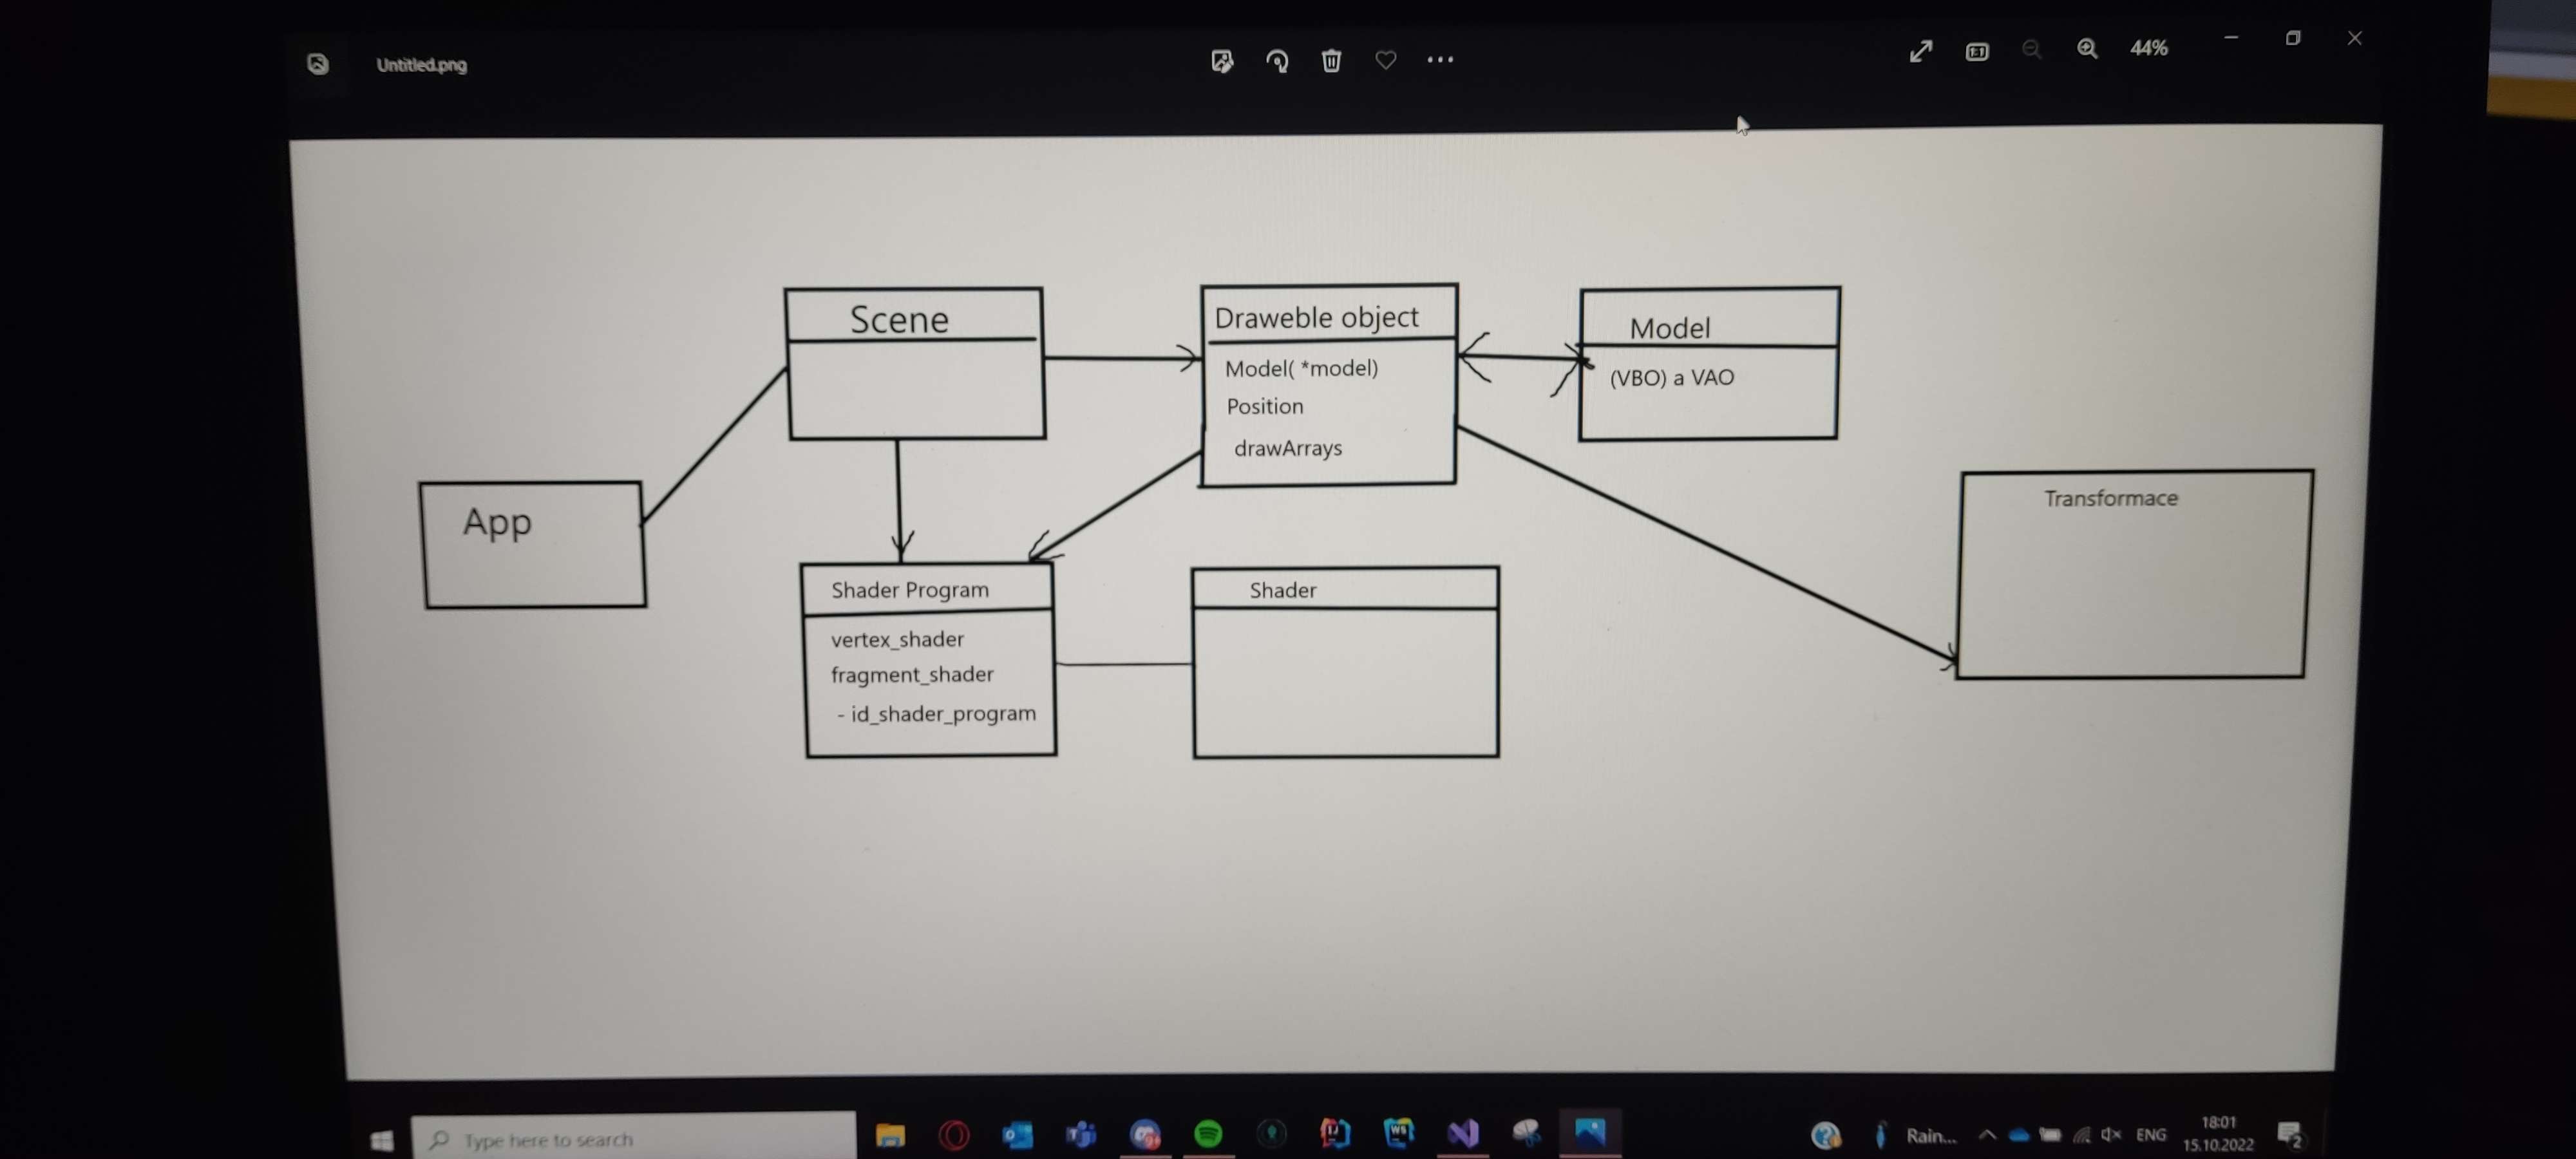 Untitled.png
44%
Scene
Draweble object
Model( *model)
Position
drawArrays
Model
(VBO) a VAO
App
Transformace
Shader Program
vertex_shader
fragment_shader
- id_shader_program
Shader
Type here to search
Rain...
ENG
18:01
15.10.2022
2